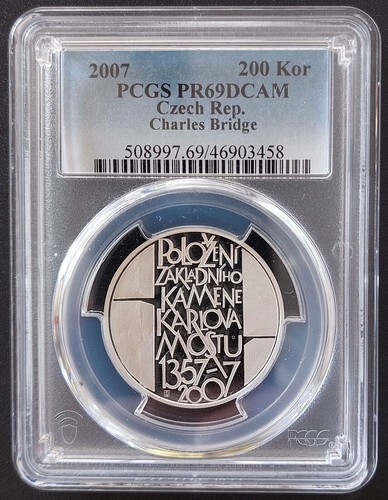 2007 200 Kor
PCGS PR69DCAM
Czech Rep.
Charles Bridge
508997.69/46903458
POLOŽENÍ
ZÁKLADNÍHO
KAMENE
KARLOVA
MOSTU
1357-
2007
PCGS